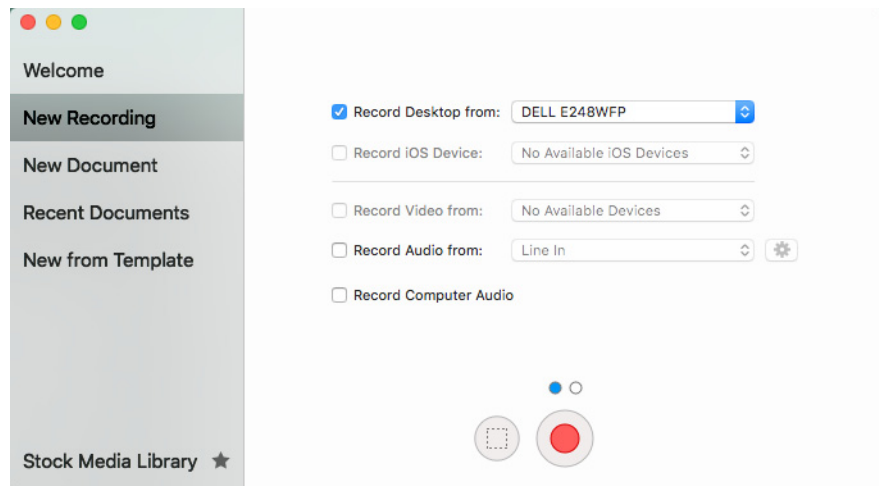 Welcome
New Recording
New Document
Recent Documents
New from Template
Stock Media Library
Record Desktop from: DELL E248WFP
Record iOS Device: No Available iOS Devices
Record Video from: No Available Devices
Record Audio from: Line In
Record Computer Audio